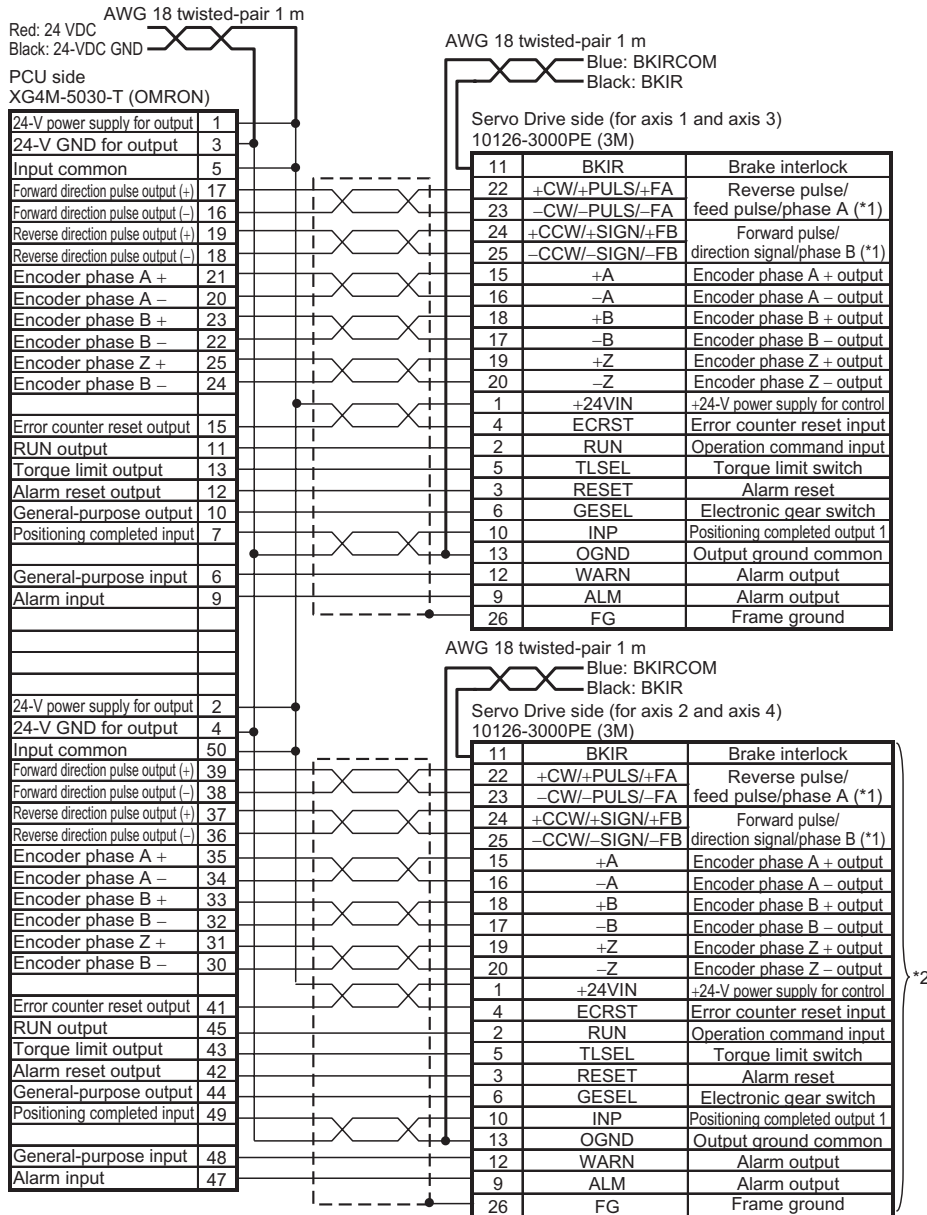 AWG 18 twisted-pair 1 m
Red: 24 VDC
Black: 24-VDC GND
PCU side
XG4M-5030-T (OMRON)
24-V power supply for output 1
24-V GND for output 3
Input common 5
Forward direction pulse output (+) 17
Forward direction pulse output (−) 16
Reverse direction pulse output (+) 19
Reverse direction pulse output (−) 18
Encoder phase A + 21
Encoder phase A − 20
Encoder phase B + 23
Encoder phase B − 22
Encoder phase Z + 25
Encoder phase B − 24
Error counter reset output 15
RUN output 11
Torque limit output 13
Alarm reset output 12
General-purpose output 10
Positioning completed input 7
General-purpose input 6
Alarm input 9
24-V power supply for output 2
24-V GND for output 4
Input common 50
Forward direction pulse output (+) 39
Forward direction pulse output (−) 38
Reverse direction pulse output (+) 37
Reverse direction pulse output (−) 36
Encoder phase A + 35
Encoder phase A − 34
Encoder phase B + 33
Encoder phase B − 32
Encoder phase Z + 31
Encoder phase B − 30
Error counter reset output 41
RUN output 45
Torque limit output 43
Alarm reset output 42
General-purpose output 44
Positioning completed input 49
General-purpose input 48
Alarm input 47
AWG 18 twisted-pair 1 m
Blue: BKIRCOM
Black: BKIR
Servo Drive side (for axis 1 and axis 3)
10126-3000PE (3M)
11 BKIR Brake interlock
22 +CW/+PULS/+FA Reverse pulse/
23 −CW/−PULS/−FA feed pulse/phase A (*1)
24 +CCW/+SIGN/+FB Forward pulse/
25 −CCW/−SIGN/−FB direction signal/phase B (*1)
15 +A Encoder phase A + output
16 −A Encoder phase A − output
18 +B Encoder phase B + output
17 −B Encoder phase B − output
19 +Z Encoder phase Z + output
20 −Z Encoder phase Z − output
1 +24VIN +24-V power supply for control
4 ECRST Error counter reset input
2 RUN Operation command input
5 TLSEL Torque limit switch
3 RESET Alarm reset
6 GESEL Electronic gear switch
10 INP Positioning completed output 1
13 OGND Output ground common
12 WARN Alarm output
9 ALM Alarm output
26 FG Frame ground
AWG 18 twisted-pair 1 m
Blue: BKIRCOM
Black: BKIR
Servo Drive side (for axis 2 and axis 4)
10126-3000PE (3M)
11 BKIR Brake interlock
22 +CW/+PULS/+FA Reverse pulse/
23 −CW/−PULS/−FA feed pulse/phase A (*1)
24 +CCW/+SIGN/+FB Forward pulse/
25 −CCW/−SIGN/−FB direction signal/phase B (*1)
15 +A Encoder phase A + output
16 −A Encoder phase A − output
18 +B Encoder phase B + output
17 −B Encoder phase B − output
19 +Z Encoder phase Z + output
20 −Z Encoder phase Z − output
1 +24VIN +24-V power supply for control
4 ECRST Error counter reset input
2 RUN Operation command input
5 TLSEL Torque limit switch
3 RESET Alarm reset
6 GESEL Electronic gear switch
10 INP Positioning completed output 1
13 OGND Output ground common
12 WARN Alarm output
9 ALM Alarm output
26 FG Frame ground
*2